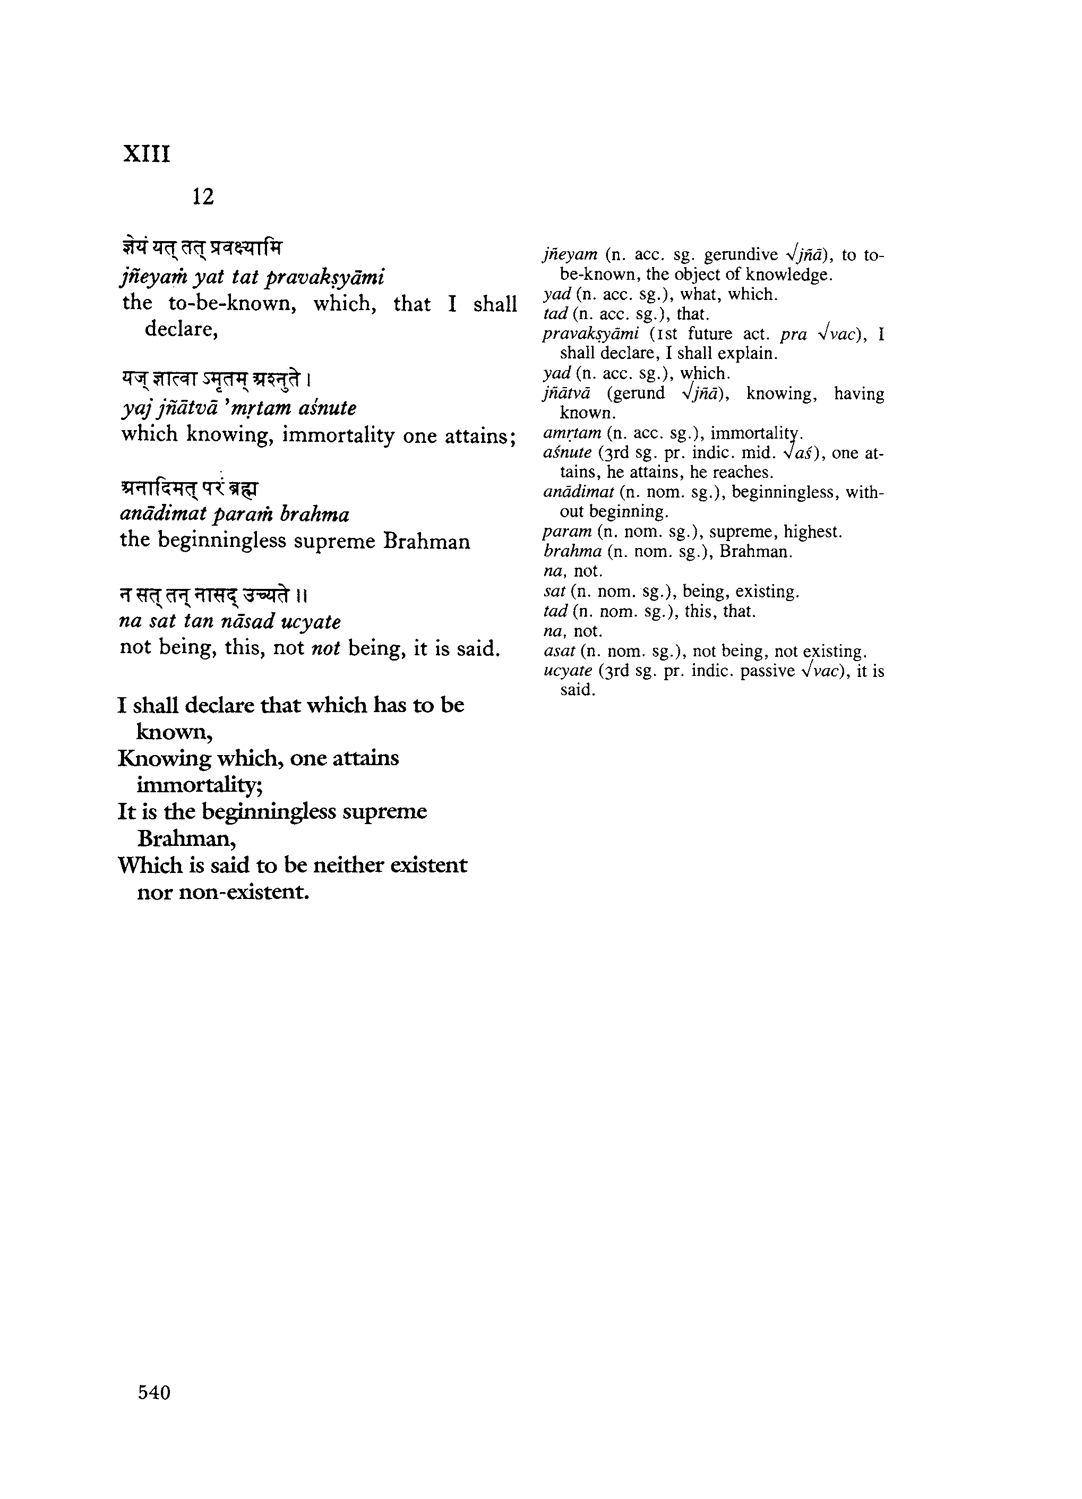 XIII
12
ज्ञेयं यत् तत् प्रवक्ष्यामि
jñeyaṁ yat tat pravakṣyāmi
the to-be-known, which, that I shall
declare,
यज् ज्ञात्वा ऽमृतम् अश्नुते ।
yaj jñātvā 'mṛtam aśnute
which knowing, immortality one attains;
अनादिमत् परं ब्रह्म
anādimat paraṁ brahma
the beginningless supreme Brahman
न सत् तन् नासद् उच्यते ॥
na sat tan nāsad ucyate
not being, this, not not being, it is said.
I shall declare that which has to be
known,
Knowing which, one attains
immortality;
It is the beginningless supreme
Brahman,
Which is said to be neither existent
nor non-existent.
jñeyam (n. acc. sg. gerundive √jñā), to to-
be-known, the object of knowledge.
yad (n. acc. sg.), what, which.
tad (n. acc. sg.), that.
pravakṣyāmi (1st future act. pra √vac), I
shall declare, I shall explain.
yad (n. acc. sg.), which.
jñātvā (gerund √jñā), knowing, having
known.
amṛtam (n. acc. sg.), immortality.
aśnute (3rd sg. pr. indic. mid. √aś), one at-
tains, he attains, he reaches.
anādimat (n. nom. sg.), beginningless, with-
out beginning.
param (n. nom. sg.), supreme, highest.
brahma (n. nom. sg.), Brahman.
na, not.
sat (n. nom. sg.), being, existing.
tad (n. nom. sg.), this, that.
na, not.
asat (n. nom. sg.), not being, not existing.
ucyate (3rd sg. pr. indic. passive √vac), it is
said.
540